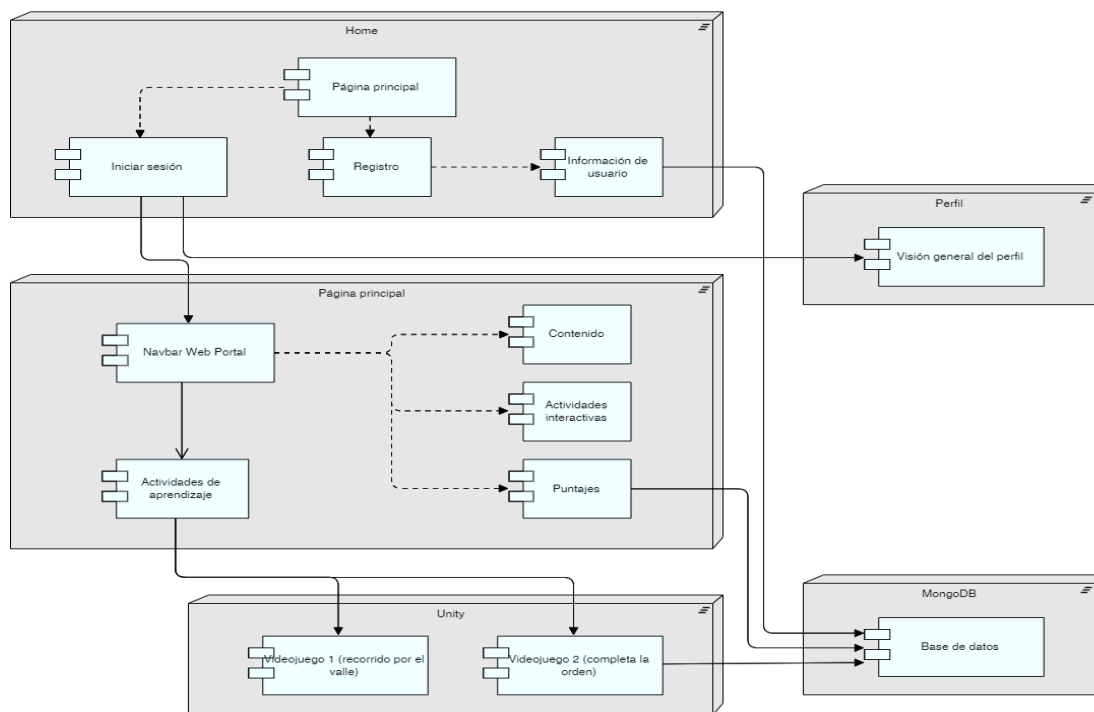 Home
Página principal
Iniciar sesión
Registro
Información de
usuario
Perfil
Visión general del perfil
Página principal
Navbar Web Portal
Contenido
Actividades
interactivas
Actividades de
aprendizaje
Puntajes
Unity
Videojuego 1 (recorrido por el
valle)
Videojuego 2 (completa la
orden)
MongoDB
Base de datos